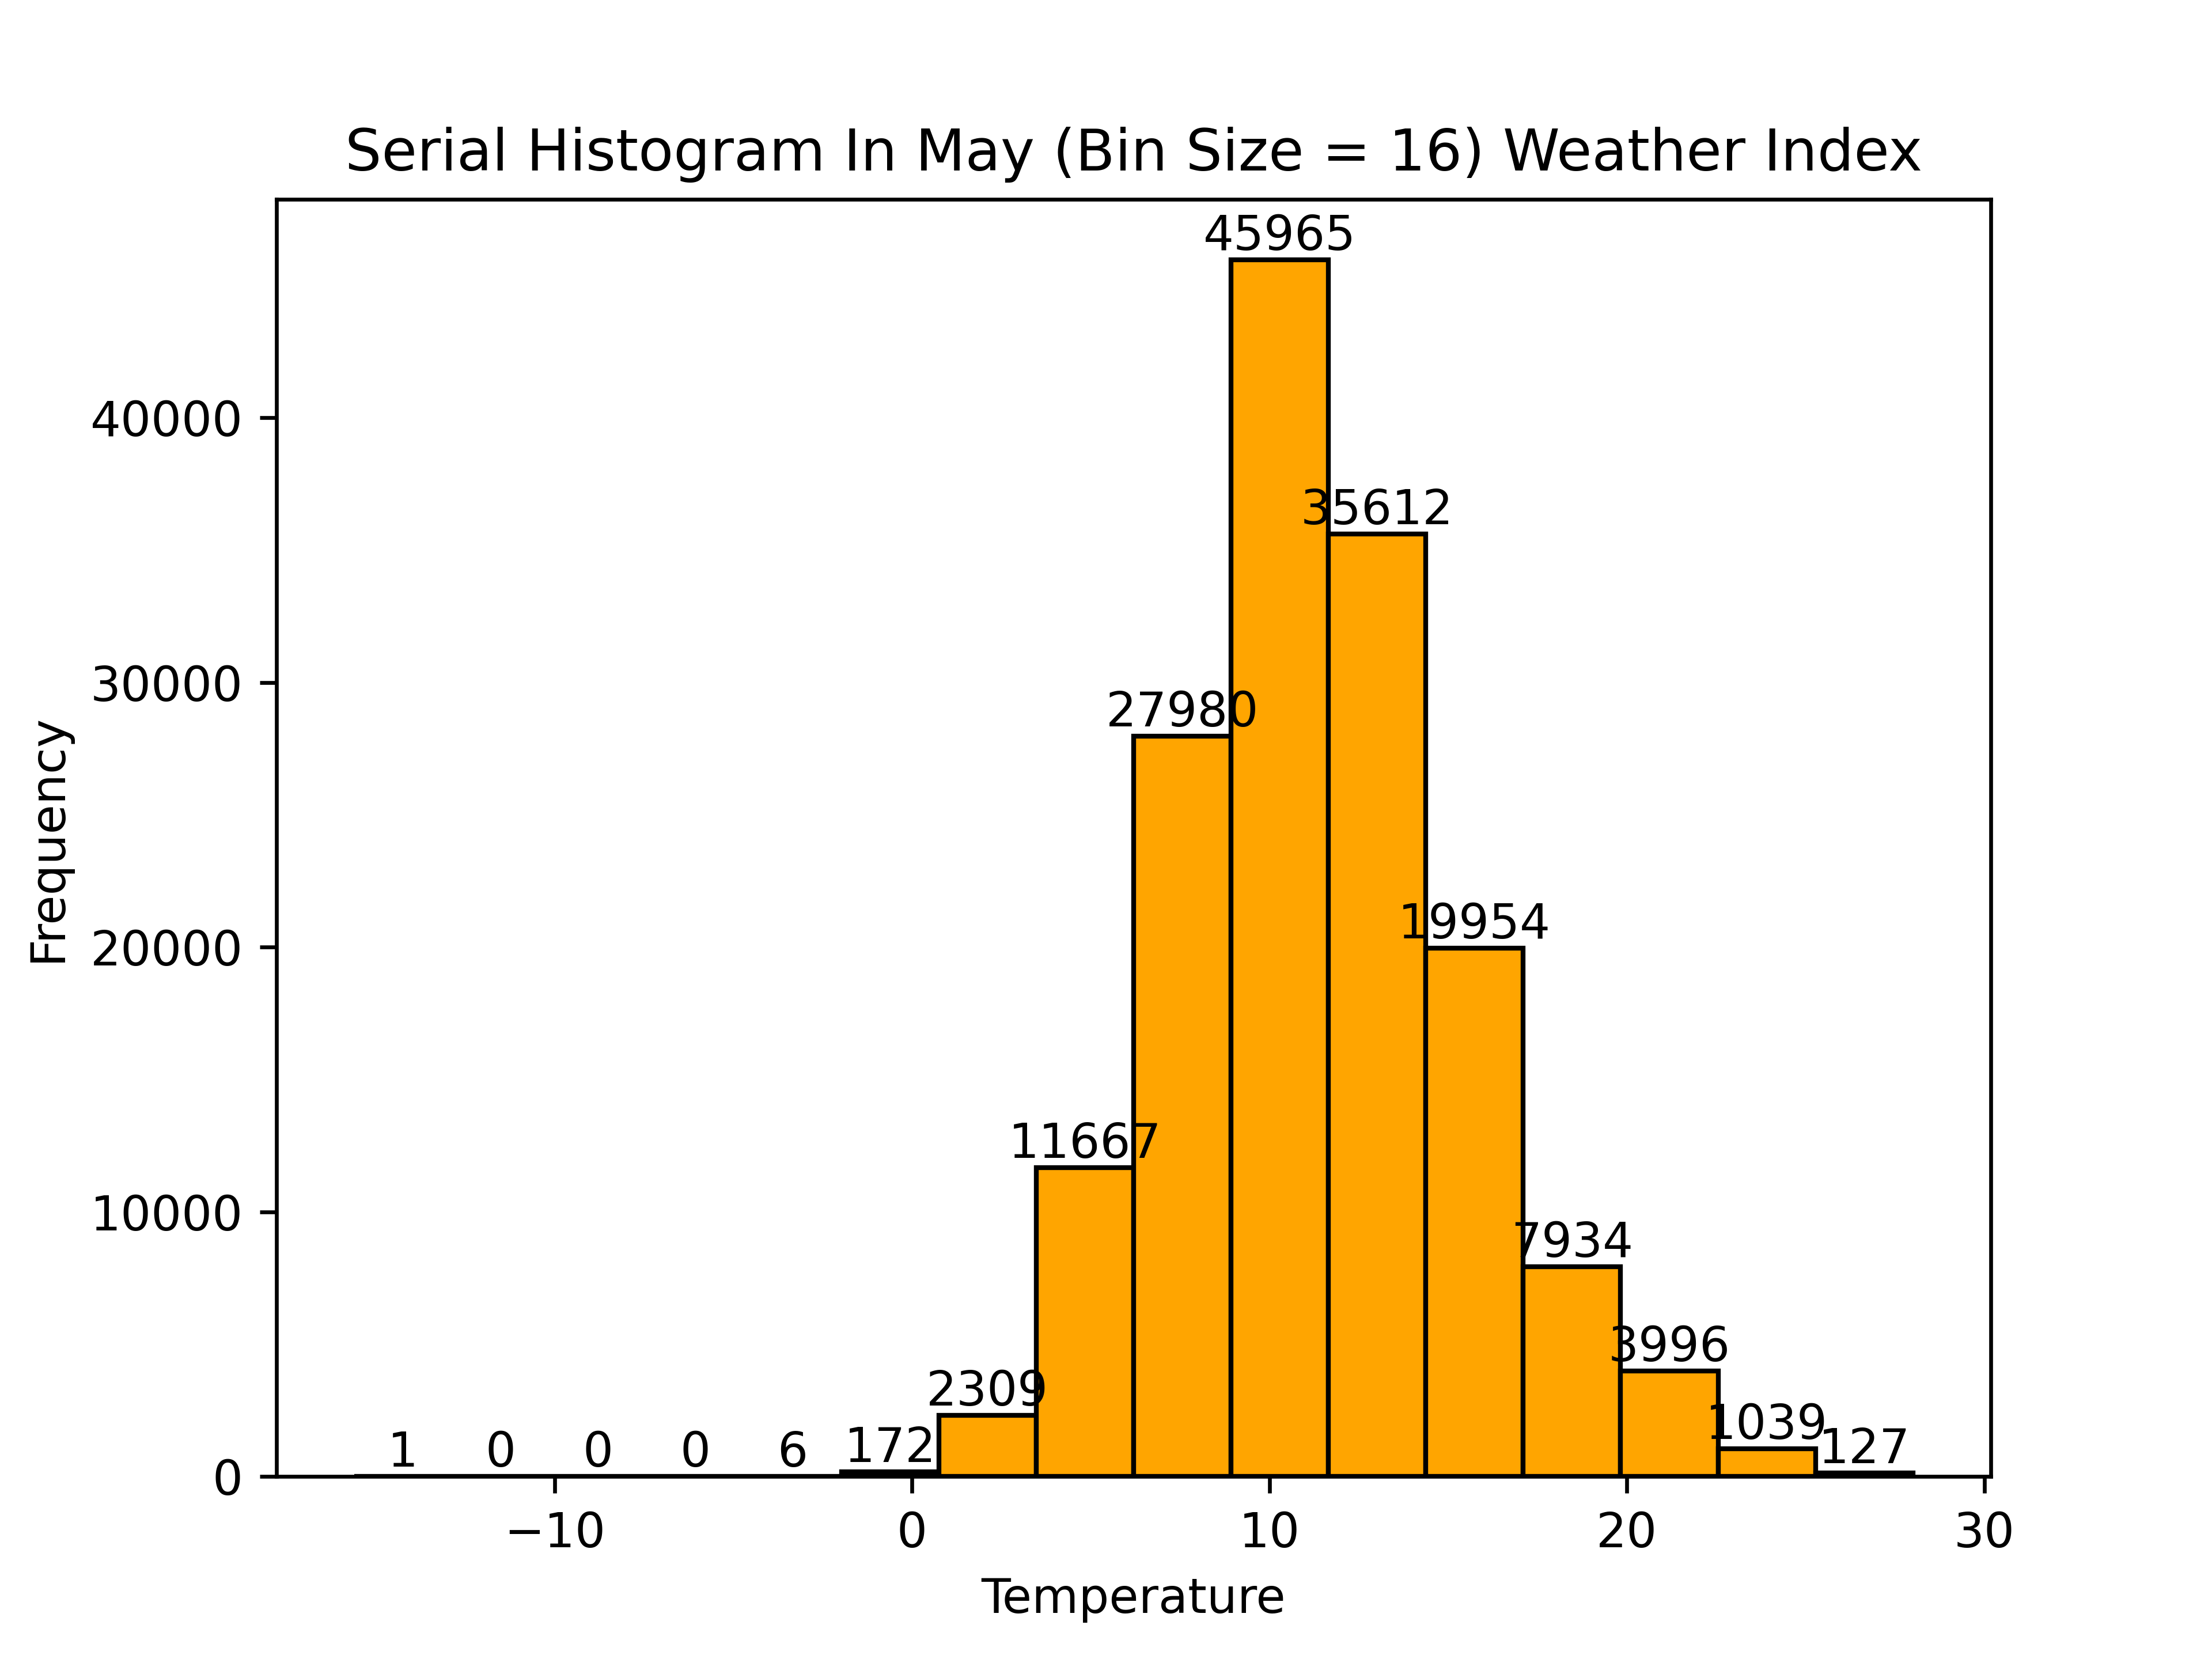 Serial Histogram In May (Bin Size = 16) Weather Index
45965
40000
35612
30000
27980
Frequency
20000
19954
11667
10000
7934
3996
2309
1039
1 0 0 0 6 172 127
0
−10 0 10 20 30
Temperature